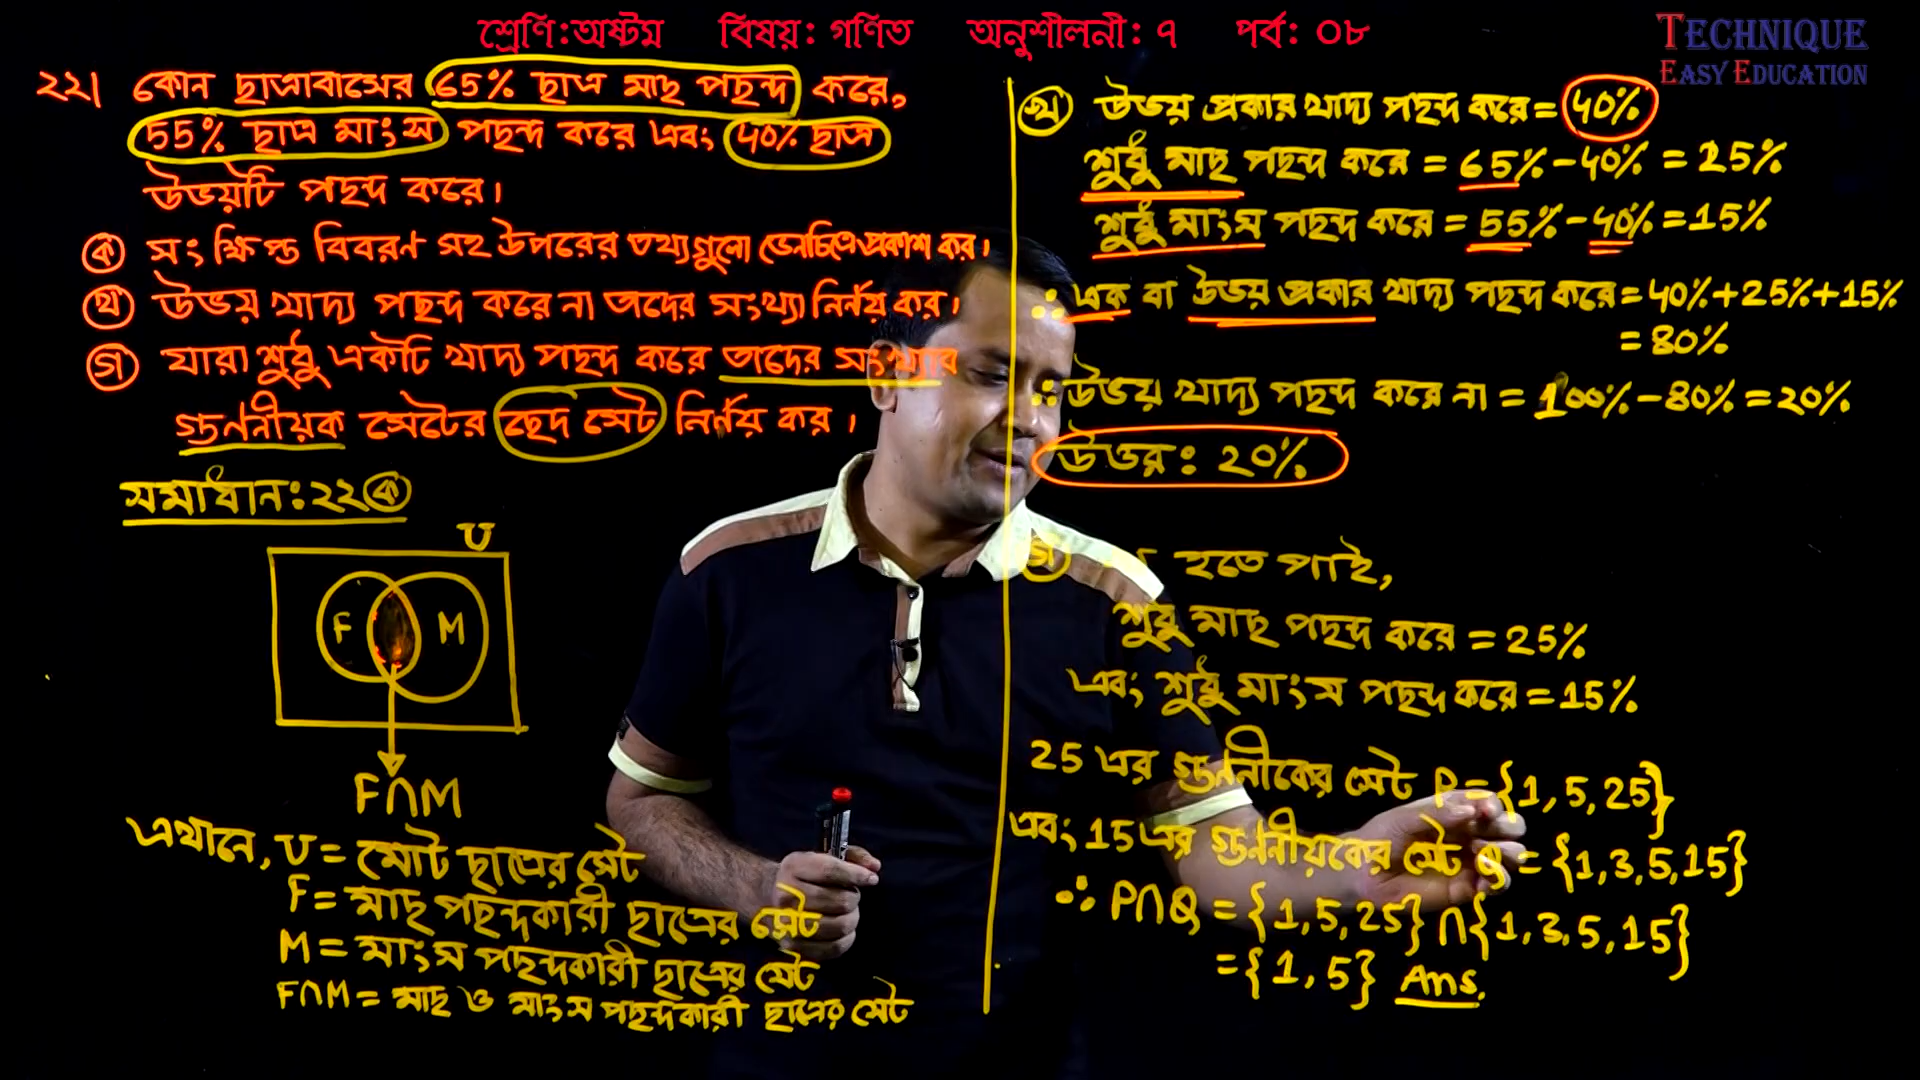 শ্রেণি:অষ্টম বিষয়: গণিত অনুশীলনী: ৭ পর্ব: ০৮
TECHNIQUE
EASY EDUCATION
২২। কোন ছাত্রাবাসের 65% ছাত্র মাছ পছন্দ করে,
55% ছাত্র মাংস পছন্দ করে এবং 40% ছাত্র
উভয়টি পছন্দ করে।
ক সংক্ষিপ্ত বিবরণ সহ উপরের তথ্যগুলো ভেনচিত্রে প্রকাশ কর।
খ উভয় খাদ্য পছন্দ করে না তাদের সংখ্যা নির্ণয় কর।
গ যারা শুধু একটি খাদ্য পছন্দ করে তাদের সংখ্যার
গুণনীয়ক সেটের ছেদ সেট নির্ণয় কর।
সমাধান: ২২ ক
U
F M
F∩M
এখানে, U = মোট ছাত্রের সেট
F = মাছ পছন্দকারী ছাত্রের সেট
M = মাংস পছন্দকারী ছাত্রের সেট
F∩M = মাছ ও মাংস পছন্দকারী ছাত্রের সেট
খ উভয় প্রকার খাদ্য পছন্দ করে = 40%
শুধু মাছ পছন্দ করে = 65% - 40% = 25%
শুধু মাংস পছন্দ করে = 55% - 40% = 15%
∴ এক বা উভয় প্রকার খাদ্য পছন্দ করে = 40% + 25% + 15%
= 80%
∴ উভয় খাদ্য পছন্দ করে না = 100% - 80% = 20%
উত্তর: 20%
গ হতে পাই,
শুধু মাছ পছন্দ করে = 25%
এবং শুধু মাংস পছন্দ করে = 15%
25 এর গুণনীকের সেট P = {1, 5, 25}
এবং 15 এর গুণনীয়কের সেট Q = {1, 3, 5, 15}
∴ P∩Q = {1, 5, 25} ∩ {1, 3, 5, 15}
= {1, 5} Ans.